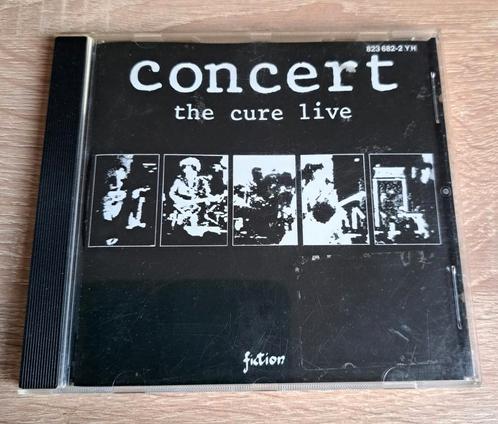 823 682-2 YH
concert
the cure live
fiction